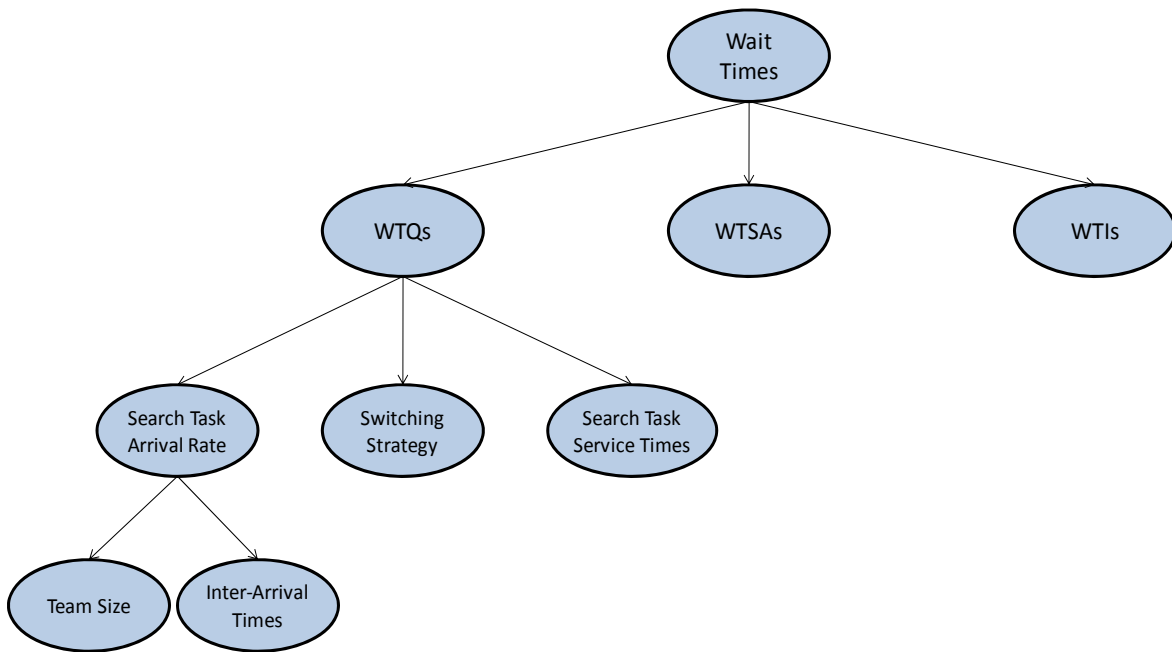 Wait
Times
WTQs
WTSAs
WTIs
Search Task
Arrival Rate
Switching
Strategy
Search Task
Service Times
Team Size
Inter-Arrival
Times